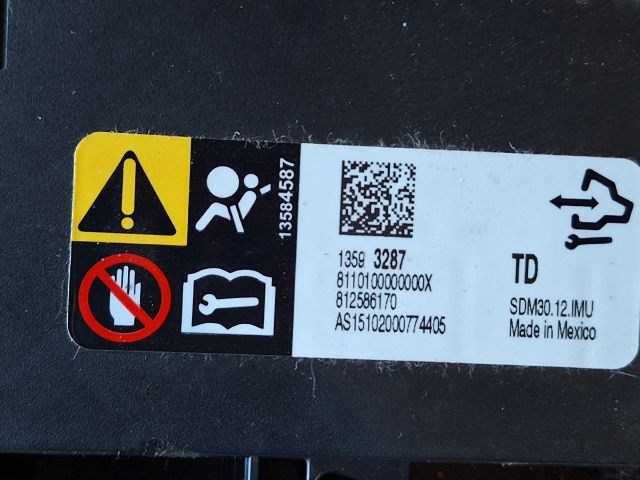 13584587
1359 3287
8110100000000X
812586170
AS15102000774405
TD
SDM30.12.IMU
Made in Mexico